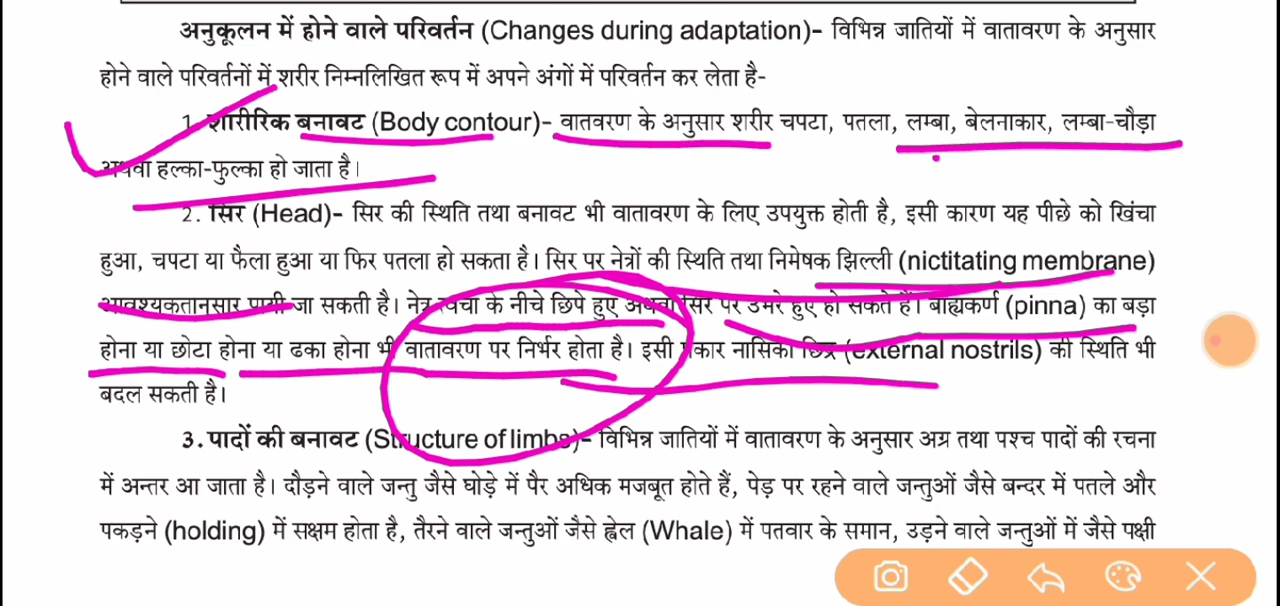 अनुकूलन में होने वाले परिवर्तन (Changes during adaptation)- विभिन्न जातियों में वातावरण के अनुसार
होने वाले परिवर्तनों में शरीर निम्नलिखित रूप में अपने अंगों में परिवर्तन कर लेता है-
1. शारीरिक बनावट (Body contour)- वातवरण के अनुसार शरीर चपटा, पतला, लम्बा, बेलनाकार, लम्बा-चौड़ा
अथवा हल्का-फुल्का हो जाता है।
2. सिर (Head)- सिर की स्थिति तथा बनावट भी वातावरण के लिए उपयुक्त होती है, इसी कारण यह पीछे को खिंचा
हुआ, चपटा या फैला हुआ या फिर पतला हो सकता है। सिर पर नेत्रों की स्थिति तथा निमेषक झिल्ली (nictitating membrane)
आवश्यकतानुसार पायी जा सकती है। नेत्र त्वचा के नीचे छिपे हुए अथवा सिर पर उभरे हुए हो सकते हैं। बाह्यकर्ण (pinna) का बड़ा
होना या छोटा होना या ढका होना भी वातावरण पर निर्भर होता है। इसी प्रकार नासिका छिद्र (external nostrils) की स्थिति भी
बदल सकती है।
3. पादों की बनावट (Structure of limbs)- विभिन्न जातियों में वातावरण के अनुसार अग्र तथा पश्च पादों की रचना
में अन्तर आ जाता है। दौड़ने वाले जन्तु जैसे घोड़े में पैर अधिक मजबूत होते हैं, पेड़ पर रहने वाले जन्तुओं जैसे बन्दर में पतले और
पकड़ने (holding) में सक्षम होता है, तैरने वाले जन्तुओं जैसे ह्वेल (Whale) में पतवार के समान, उड़ने वाले जन्तुओं में जैसे पक्षी